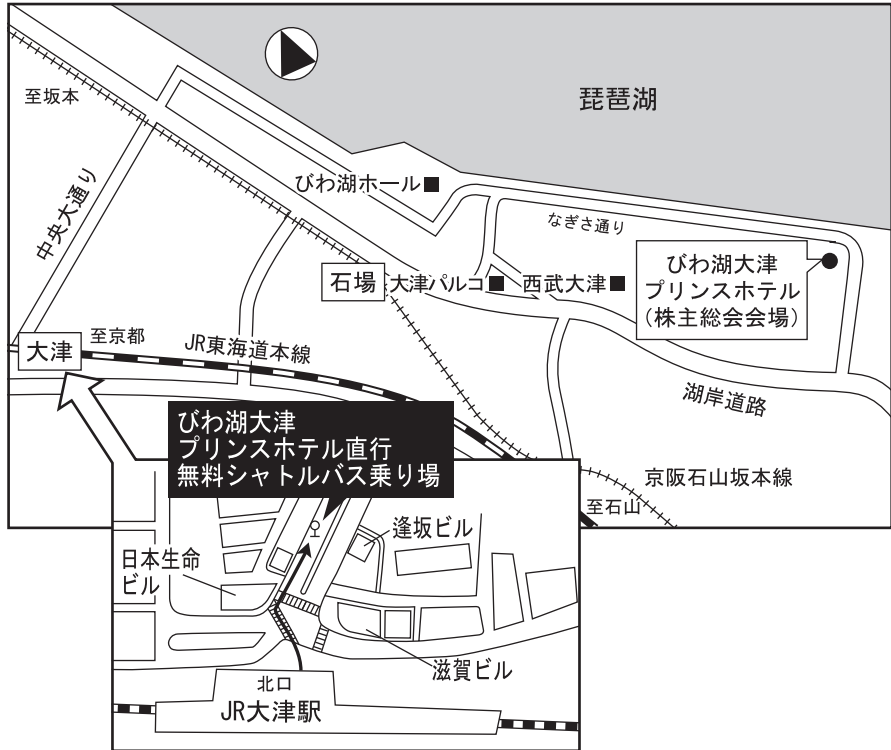 琵琶湖
至坂本
びわ湖ホール
なぎさ通り
中央大通り
石場
大津パルコ
西武大津
びわ湖大津
プリンスホテル
(株主総会会場)
大津
至京都
JR東海道本線
湖岸道路
びわ湖大津
プリンスホテル直行
無料シャトルバス乗り場
京阪石山坂本線
至石山
逢坂ビル
日本生命
ビル
滋賀ビル
北口
JR大津駅